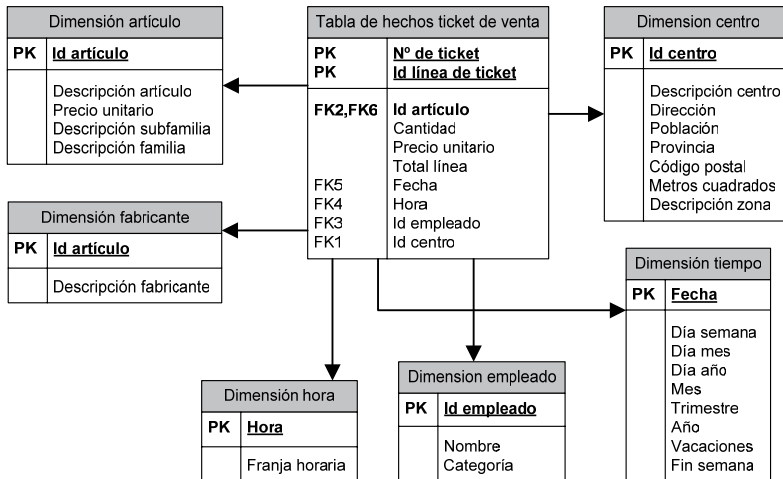 Dimensión artículo
PK Id artículo
Descripción artículo
Precio unitario
Descripción subfamilia
Descripción familia
Tabla de hechos ticket de venta
PK Nº de ticket
PK Id línea de ticket
FK2,FK6 Id artículo
Cantidad
Precio unitario
Total línea
FK5 Fecha
FK4 Hora
FK3 Id empleado
FK1 Id centro
Dimension centro
PK Id centro
Descripción centro
Dirección
Población
Provincia
Código postal
Metros cuadrados
Descripción zona
Dimensión fabricante
PK Id artículo
Descripción fabricante
Dimensión tiempo
PK Fecha
Día semana
Día mes
Día año
Mes
Trimestre
Año
Vacaciones
Fin semana
Dimensión hora
PK Hora
Franja horaria
Dimension empleado
PK Id empleado
Nombre
Categoría